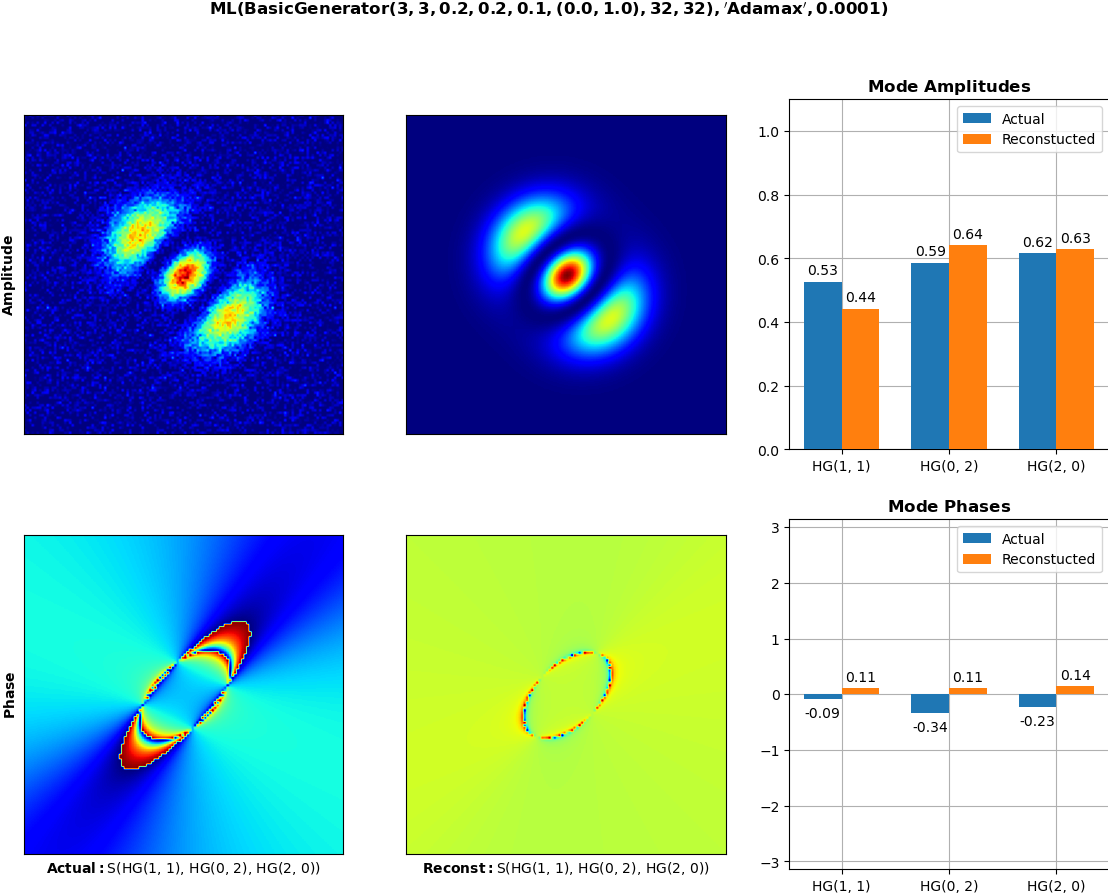 ML(BasicGenerator(3, 3, 0.2, 0.2, 0.1, (0.0, 1.0), 32, 32), ′Adamax′, 0.0001)
Amplitude
Mode Amplitudes
Actual
Reconstucted
1.0
0.8
0.6
0.4
0.2
0.0
0.53
0.44
0.59
0.64
0.62
0.63
HG(1, 1)
HG(0, 2)
HG(2, 0)
Phase
Actual: S(HG(1, 1), HG(0, 2), HG(2, 0))
Reconst: S(HG(1, 1), HG(0, 2), HG(2, 0))
Mode Phases
Actual
Reconstucted
3
2
1
0
−1
−2
−3
-0.09
0.11
-0.34
0.11
-0.23
0.14
HG(1, 1)
HG(0, 2)
HG(2, 0)